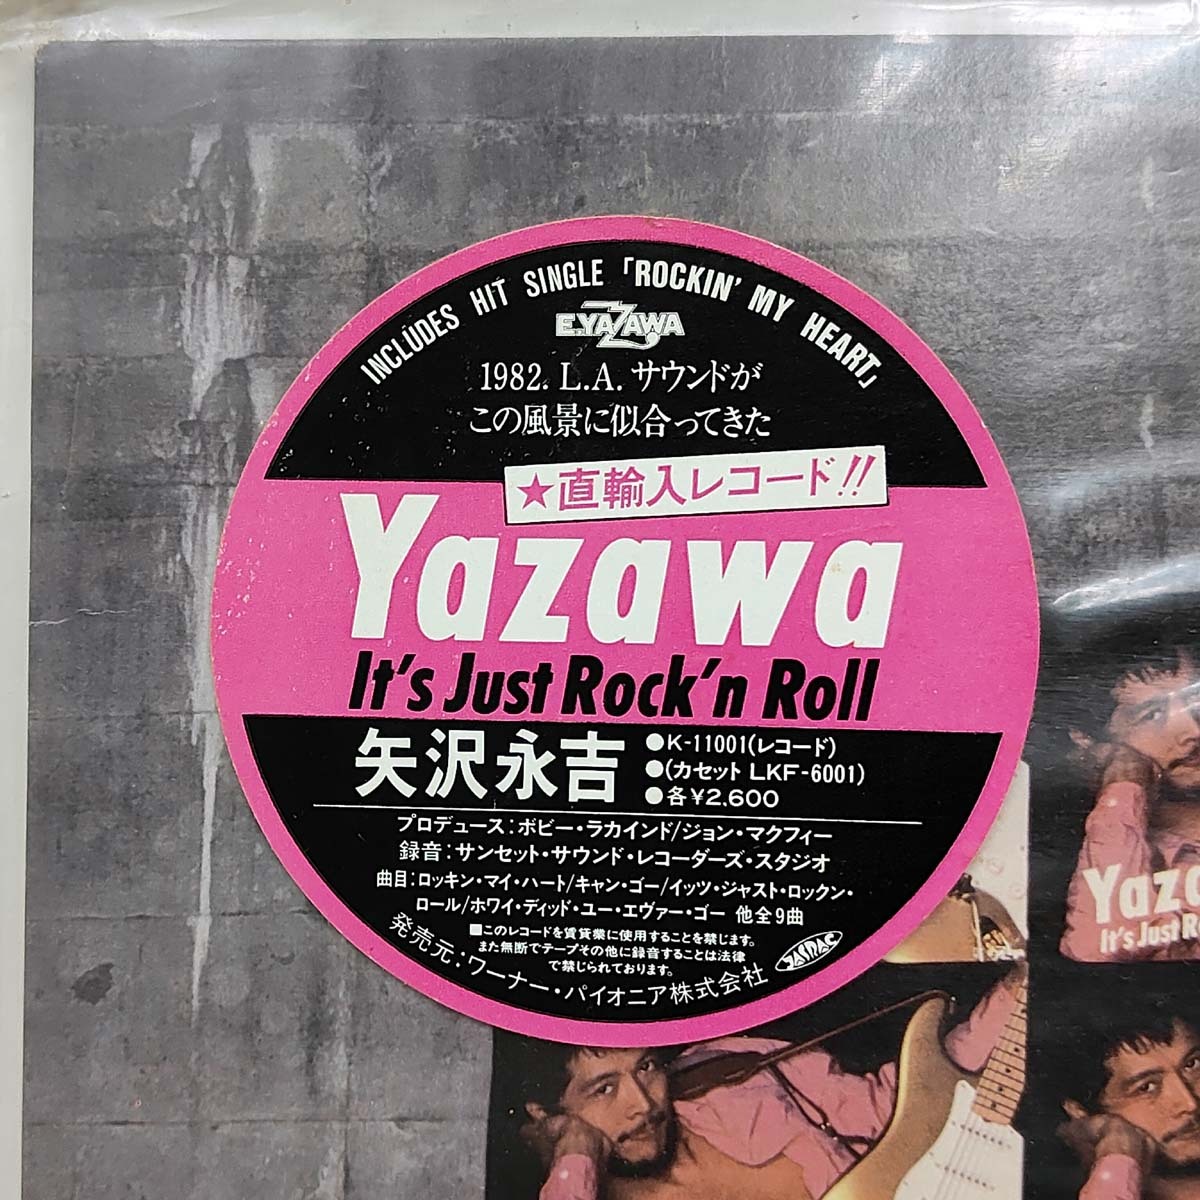 INCLUDES HIT SINGLE「ROCKIN' MY HEART」
E.YAZAWA
1982. L.A. サウンドが
この風景に似合ってきた
★直輸入レコード!!
Yazawa
It's Just Rock'n Roll
矢沢永吉
●K-11001(レコード)
●(カセット LKF-6001)
●各¥2,600
プロデュース:ボビー・ラカインド/ジョン・マクフィー
録音:サンセット・サウンド・レコーダーズ・スタジオ
曲目:ロッキン・マイ・ハート/キャン・ゴー/イッツ・ジャスト・ロックン・
ロール/ホワイ・ディッド・ユー・エヴァー・ゴー 他全9曲
■このレコードを賃貸業に使用することを禁じます。
また無断でテープその他に録音することは法律
で禁じられております。
JASRAC
発売元:ワーナー・パイオニア株式会社
Yaza
It's Just R